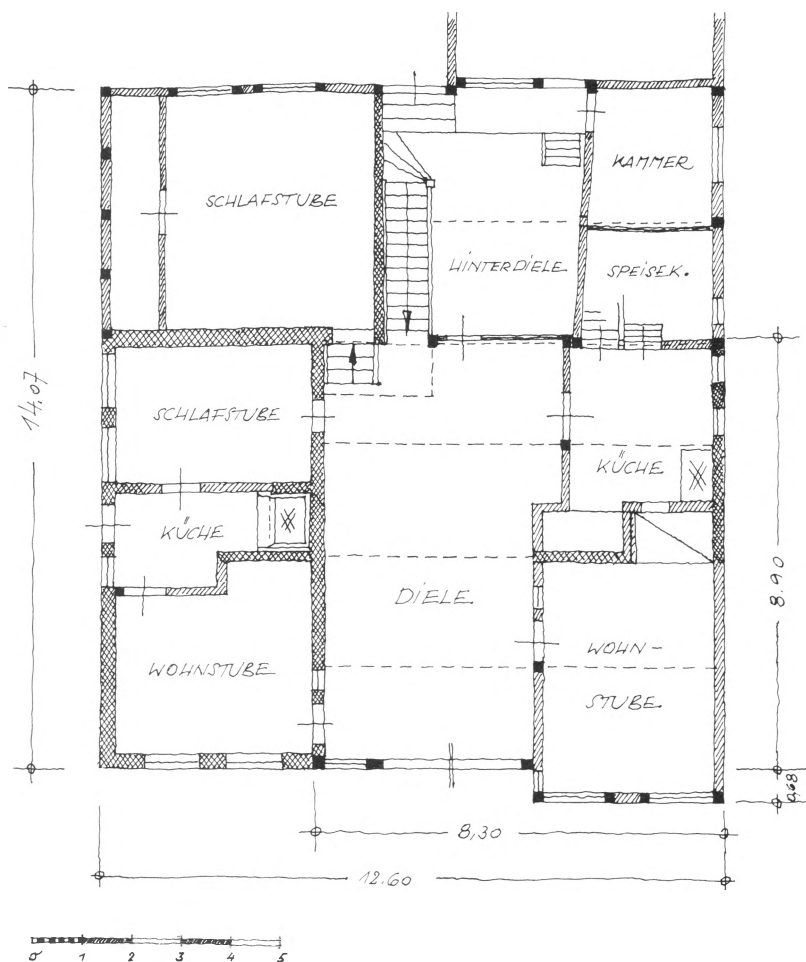 KAMMER
SCHLAFSTUBE
HINTERDIELE
SPEISEK.
14.07
SCHLAFSTUBE
KÜCHE
KÜCHE
DIELE
8.90
WOHNSTUBE
WOHN-
STUBE
0,68
8,30
12.60
0 1 2 3 4 5